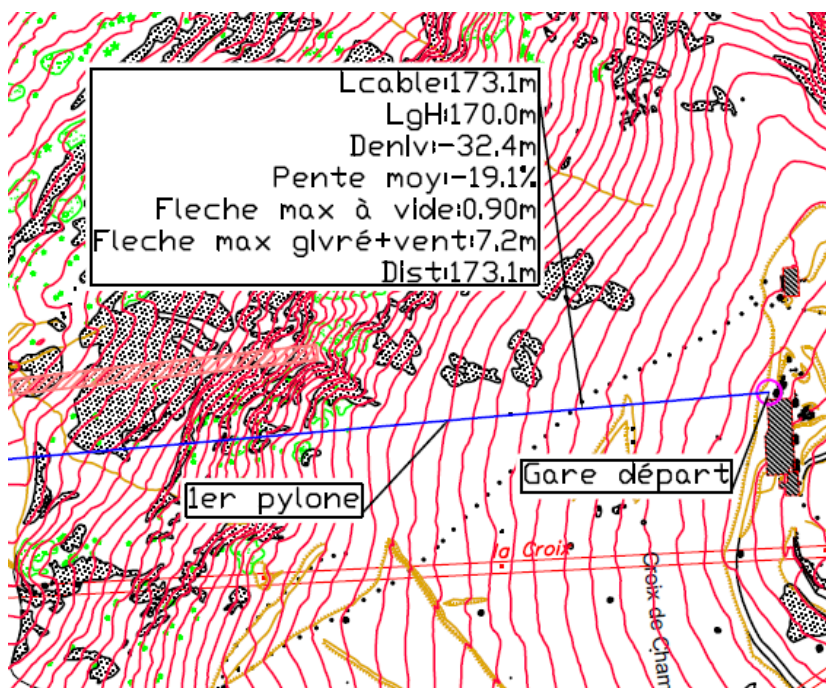 Lcable:173.1m
LgH:170.0m
Denlv:-32.4m
Pente moy:-19.1%
Fleche max à vide:0.90m
Fleche max givré+vent:7.2m
Dist:173.1m
Gare départ
1er pylone
la Croix
Croix de Cham